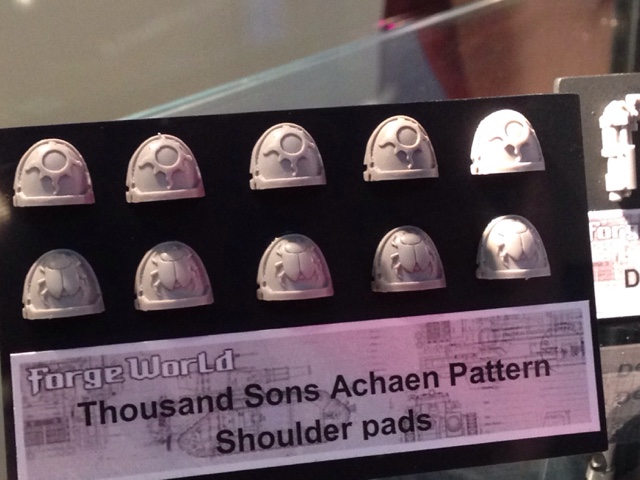 Forge World
Thousand Sons Achaen Pattern
Shoulder pads